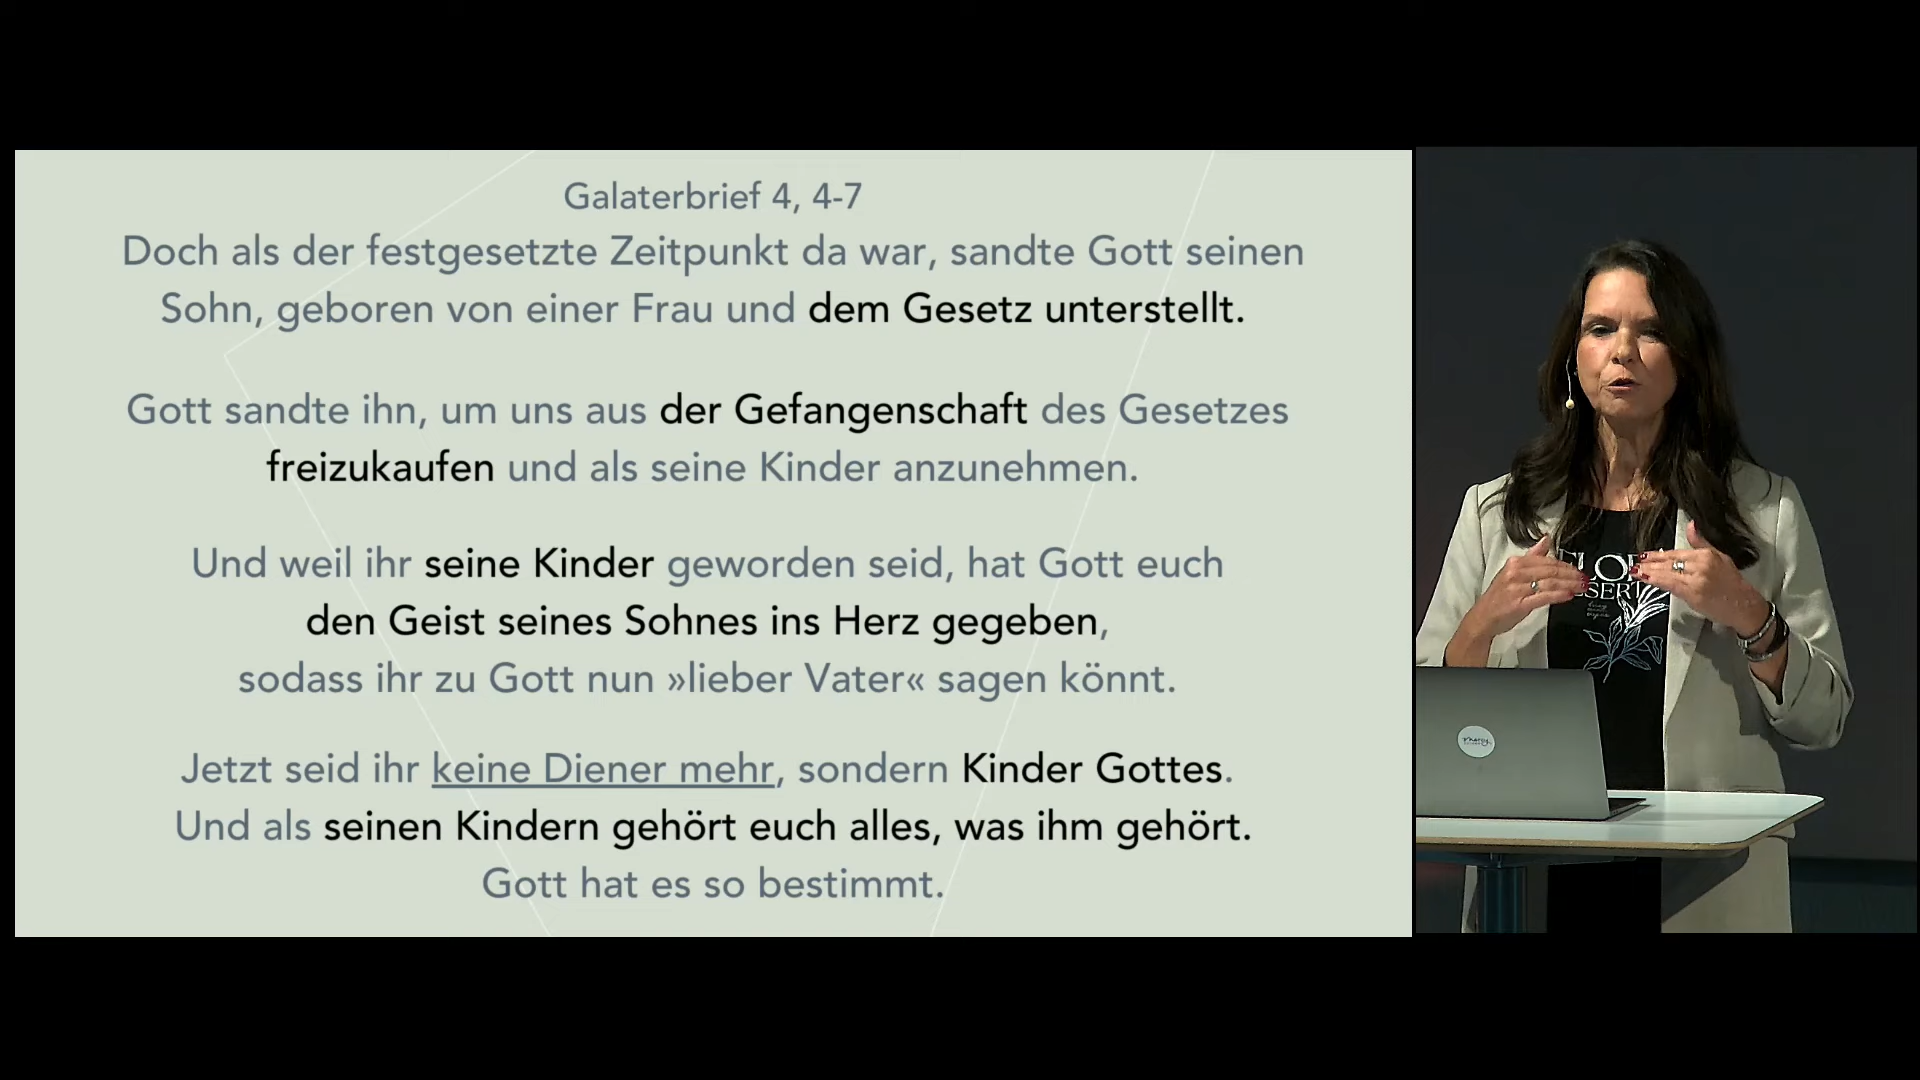 Galaterbrief 4, 4-7
Doch als der festgesetzte Zeitpunkt da war, sandte Gott seinen
Sohn, geboren von einer Frau und dem Gesetz unterstellt.
Gott sandte ihn, um uns aus der Gefangenschaft des Gesetzes
freizukaufen und als seine Kinder anzunehmen.
Und weil ihr seine Kinder geworden seid, hat Gott euch
den Geist seines Sohnes ins Herz gegeben,
sodass ihr zu Gott nun »lieber Vater« sagen könnt.
Jetzt seid ihr keine Diener mehr, sondern Kinder Gottes.
Und als seinen Kindern gehört euch alles, was ihm gehört.
Gott hat es so bestimmt.